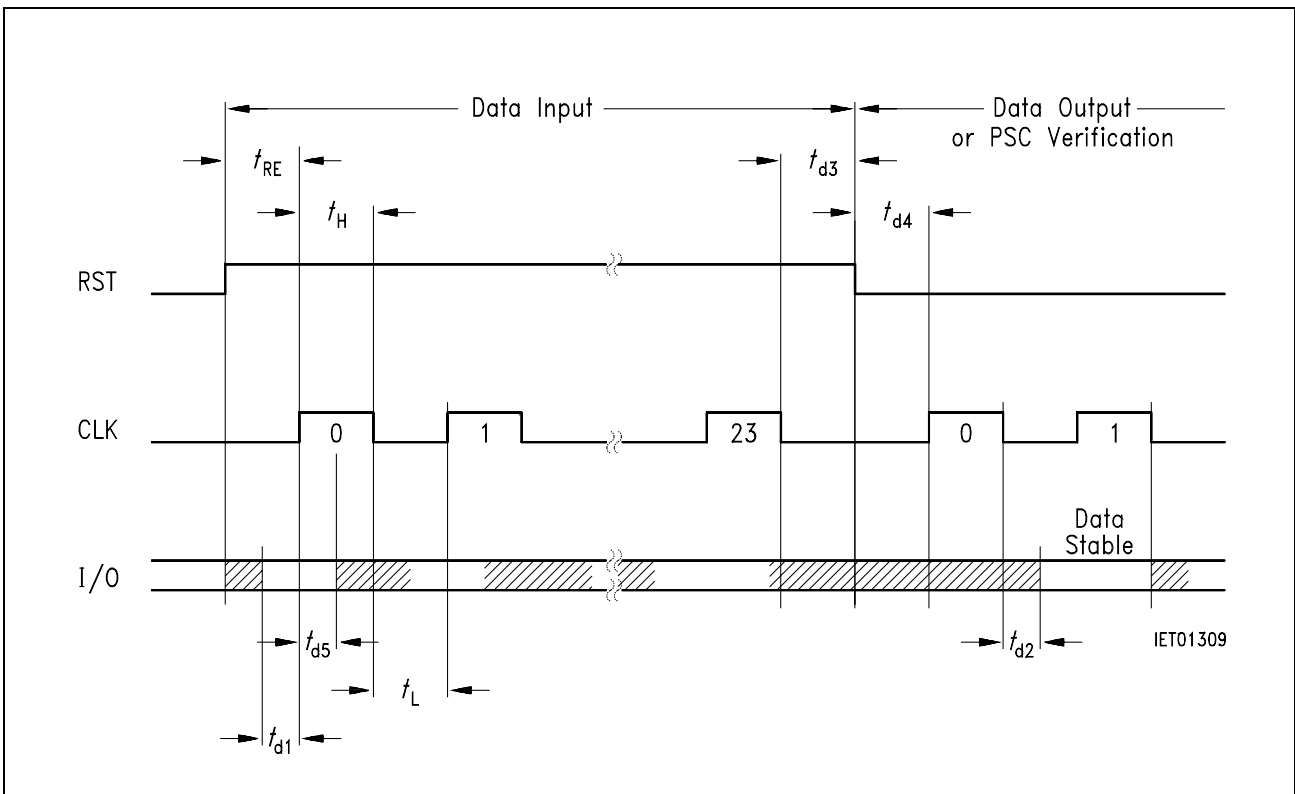 Data Input
Data Output
or PSC Verification
tRE
td3
tH
td4
RST
CLK
0
1
23
0
1
Data
Stable
I/O
td5
td2
IET01309
tL
td1